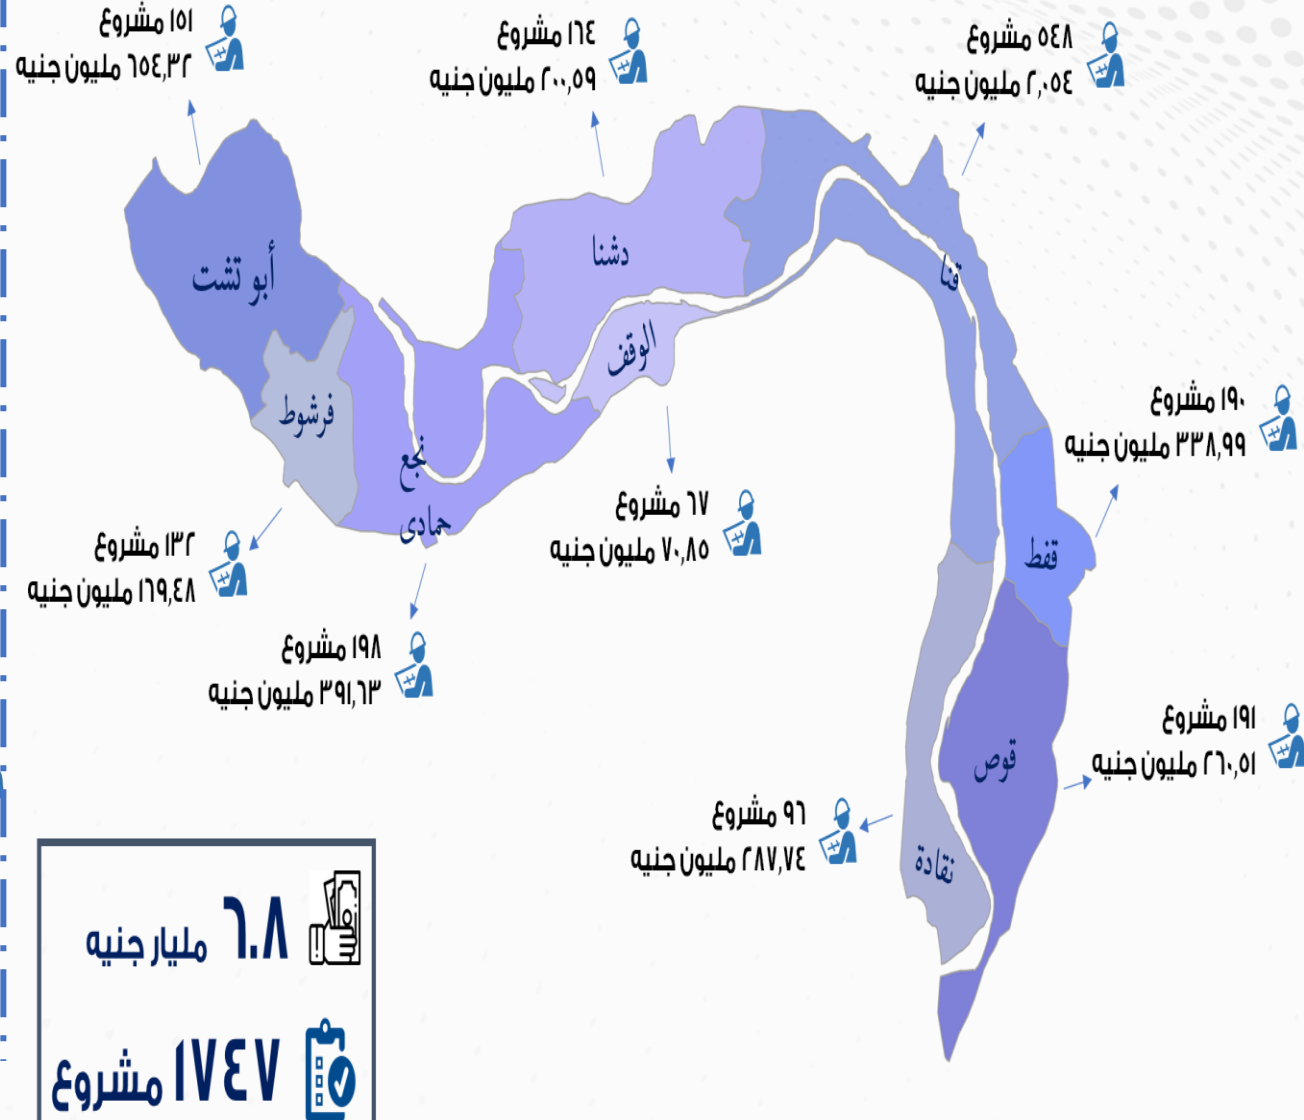 ١٥١ مشروع
٦٥٤,٣٢ مليون جنيه
١٦٤ مشروع
٢٠٠,٥٩ مليون جنيه
٥٤٨ مشروع
٢,٠٥٤ مليون جنيه
أبو تشت
دشنا
قنا
الوقف
فرشوط
نجع
حمادى
١٩٠ مشروع
٣٣٨,٩٩ مليون جنيه
٦٧ مشروع
٧٠,٨٥ مليون جنيه
قفط
١٣٢ مشروع
١٦٩,٤٨ مليون جنيه
١٩٨ مشروع
٣٩١,٦٣ مليون جنيه
١٩١ مشروع
٢٦٠,٥١ مليون جنيه
قوص
٩٦ مشروع
٢٨٧,٧٤ مليون جنيه
نقادة
٦.٨ مليار جنيه
١٧٤٧ مشروع